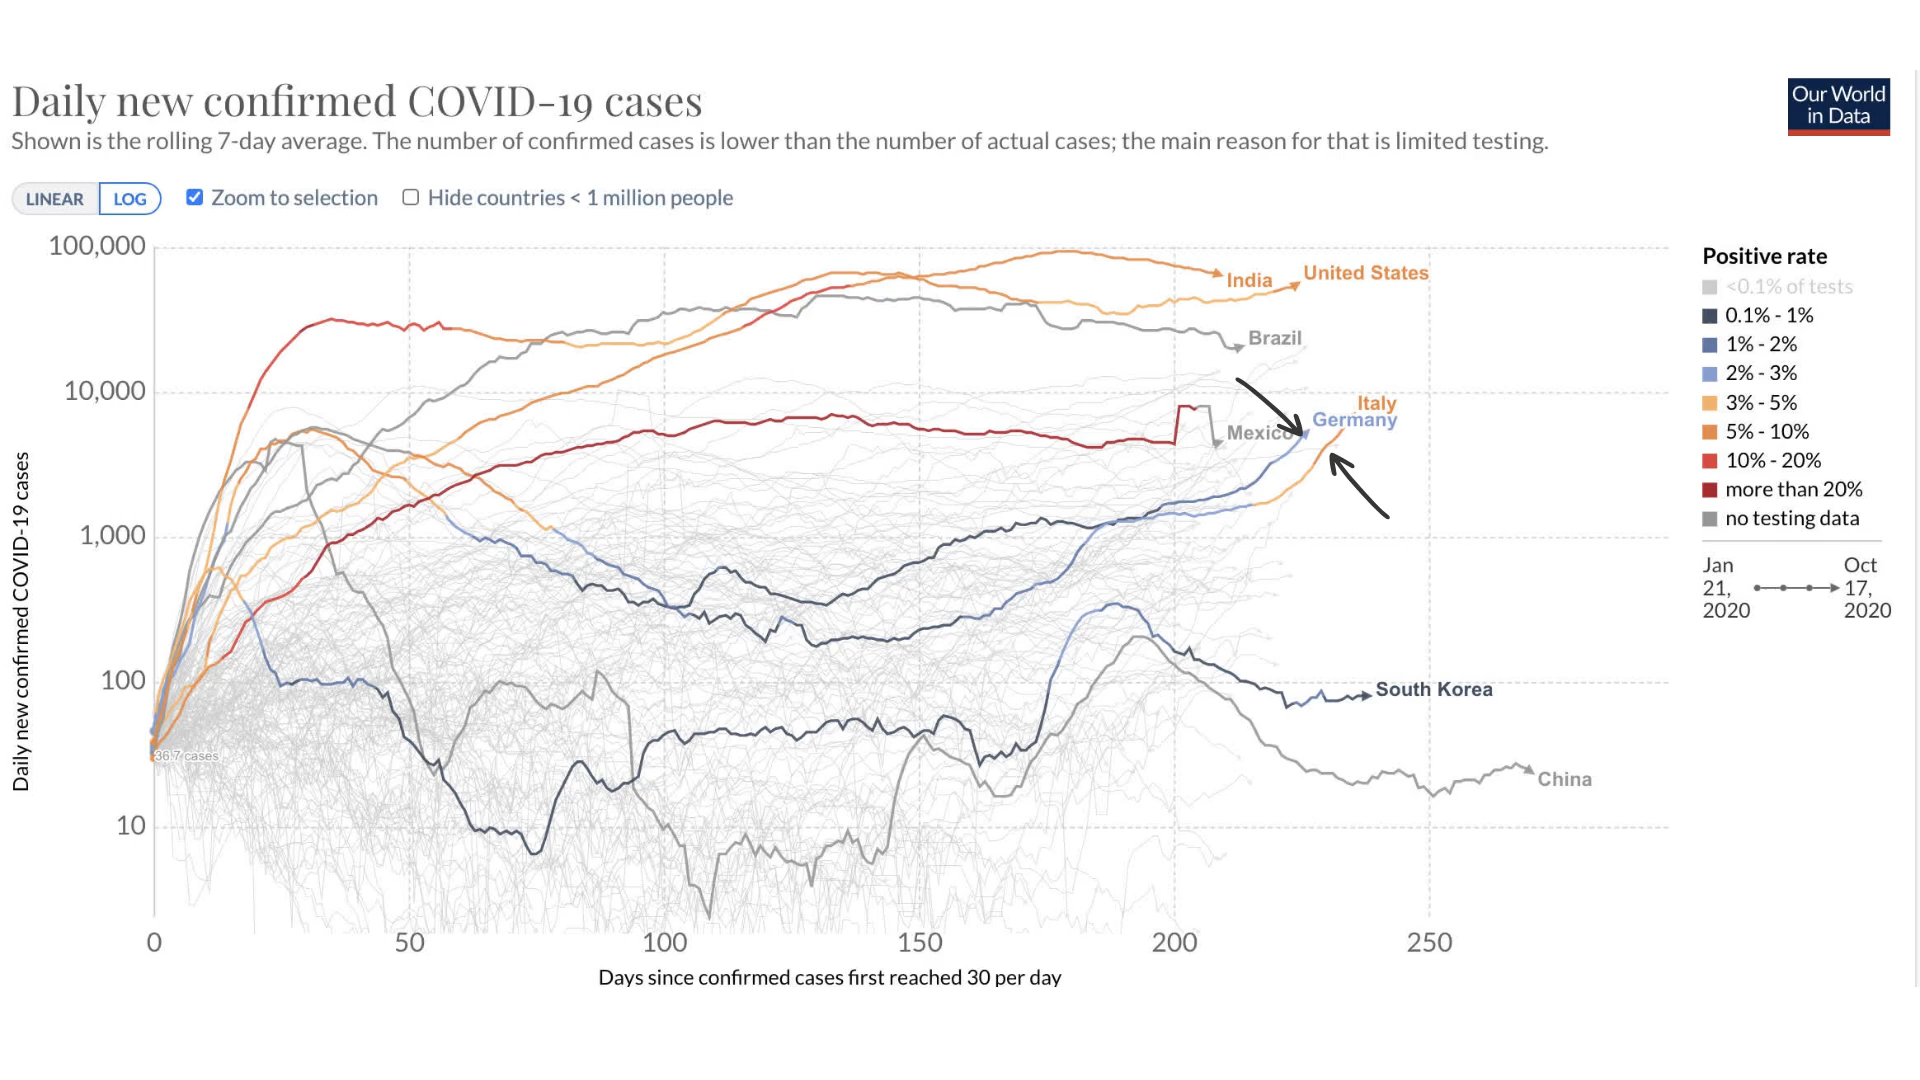 Daily new confirmed COVID-19 cases
Our World
in Data
Shown is the rolling 7-day average. The number of confirmed cases is lower than the number of actual cases; the main reason for that is limited testing.
LINEAR
LOG
Zoom to selection
Hide countries < 1 million people
100,000
10,000
1,000
100
10
Daily new confirmed cases
36.7 cases
India
United States
Brazil
Italy
Germany
Mexico
South Korea
China
0
50
100
150
200
250
Days since confirmed cases first reached 30 per day
Positive rate
<0.1% of tests
0.1% - 1%
1% - 2%
2% - 3%
3% - 5%
5% - 10%
10% - 20%
more than 20%
no testing data
Jan
21,
2020
Oct
17,
2020